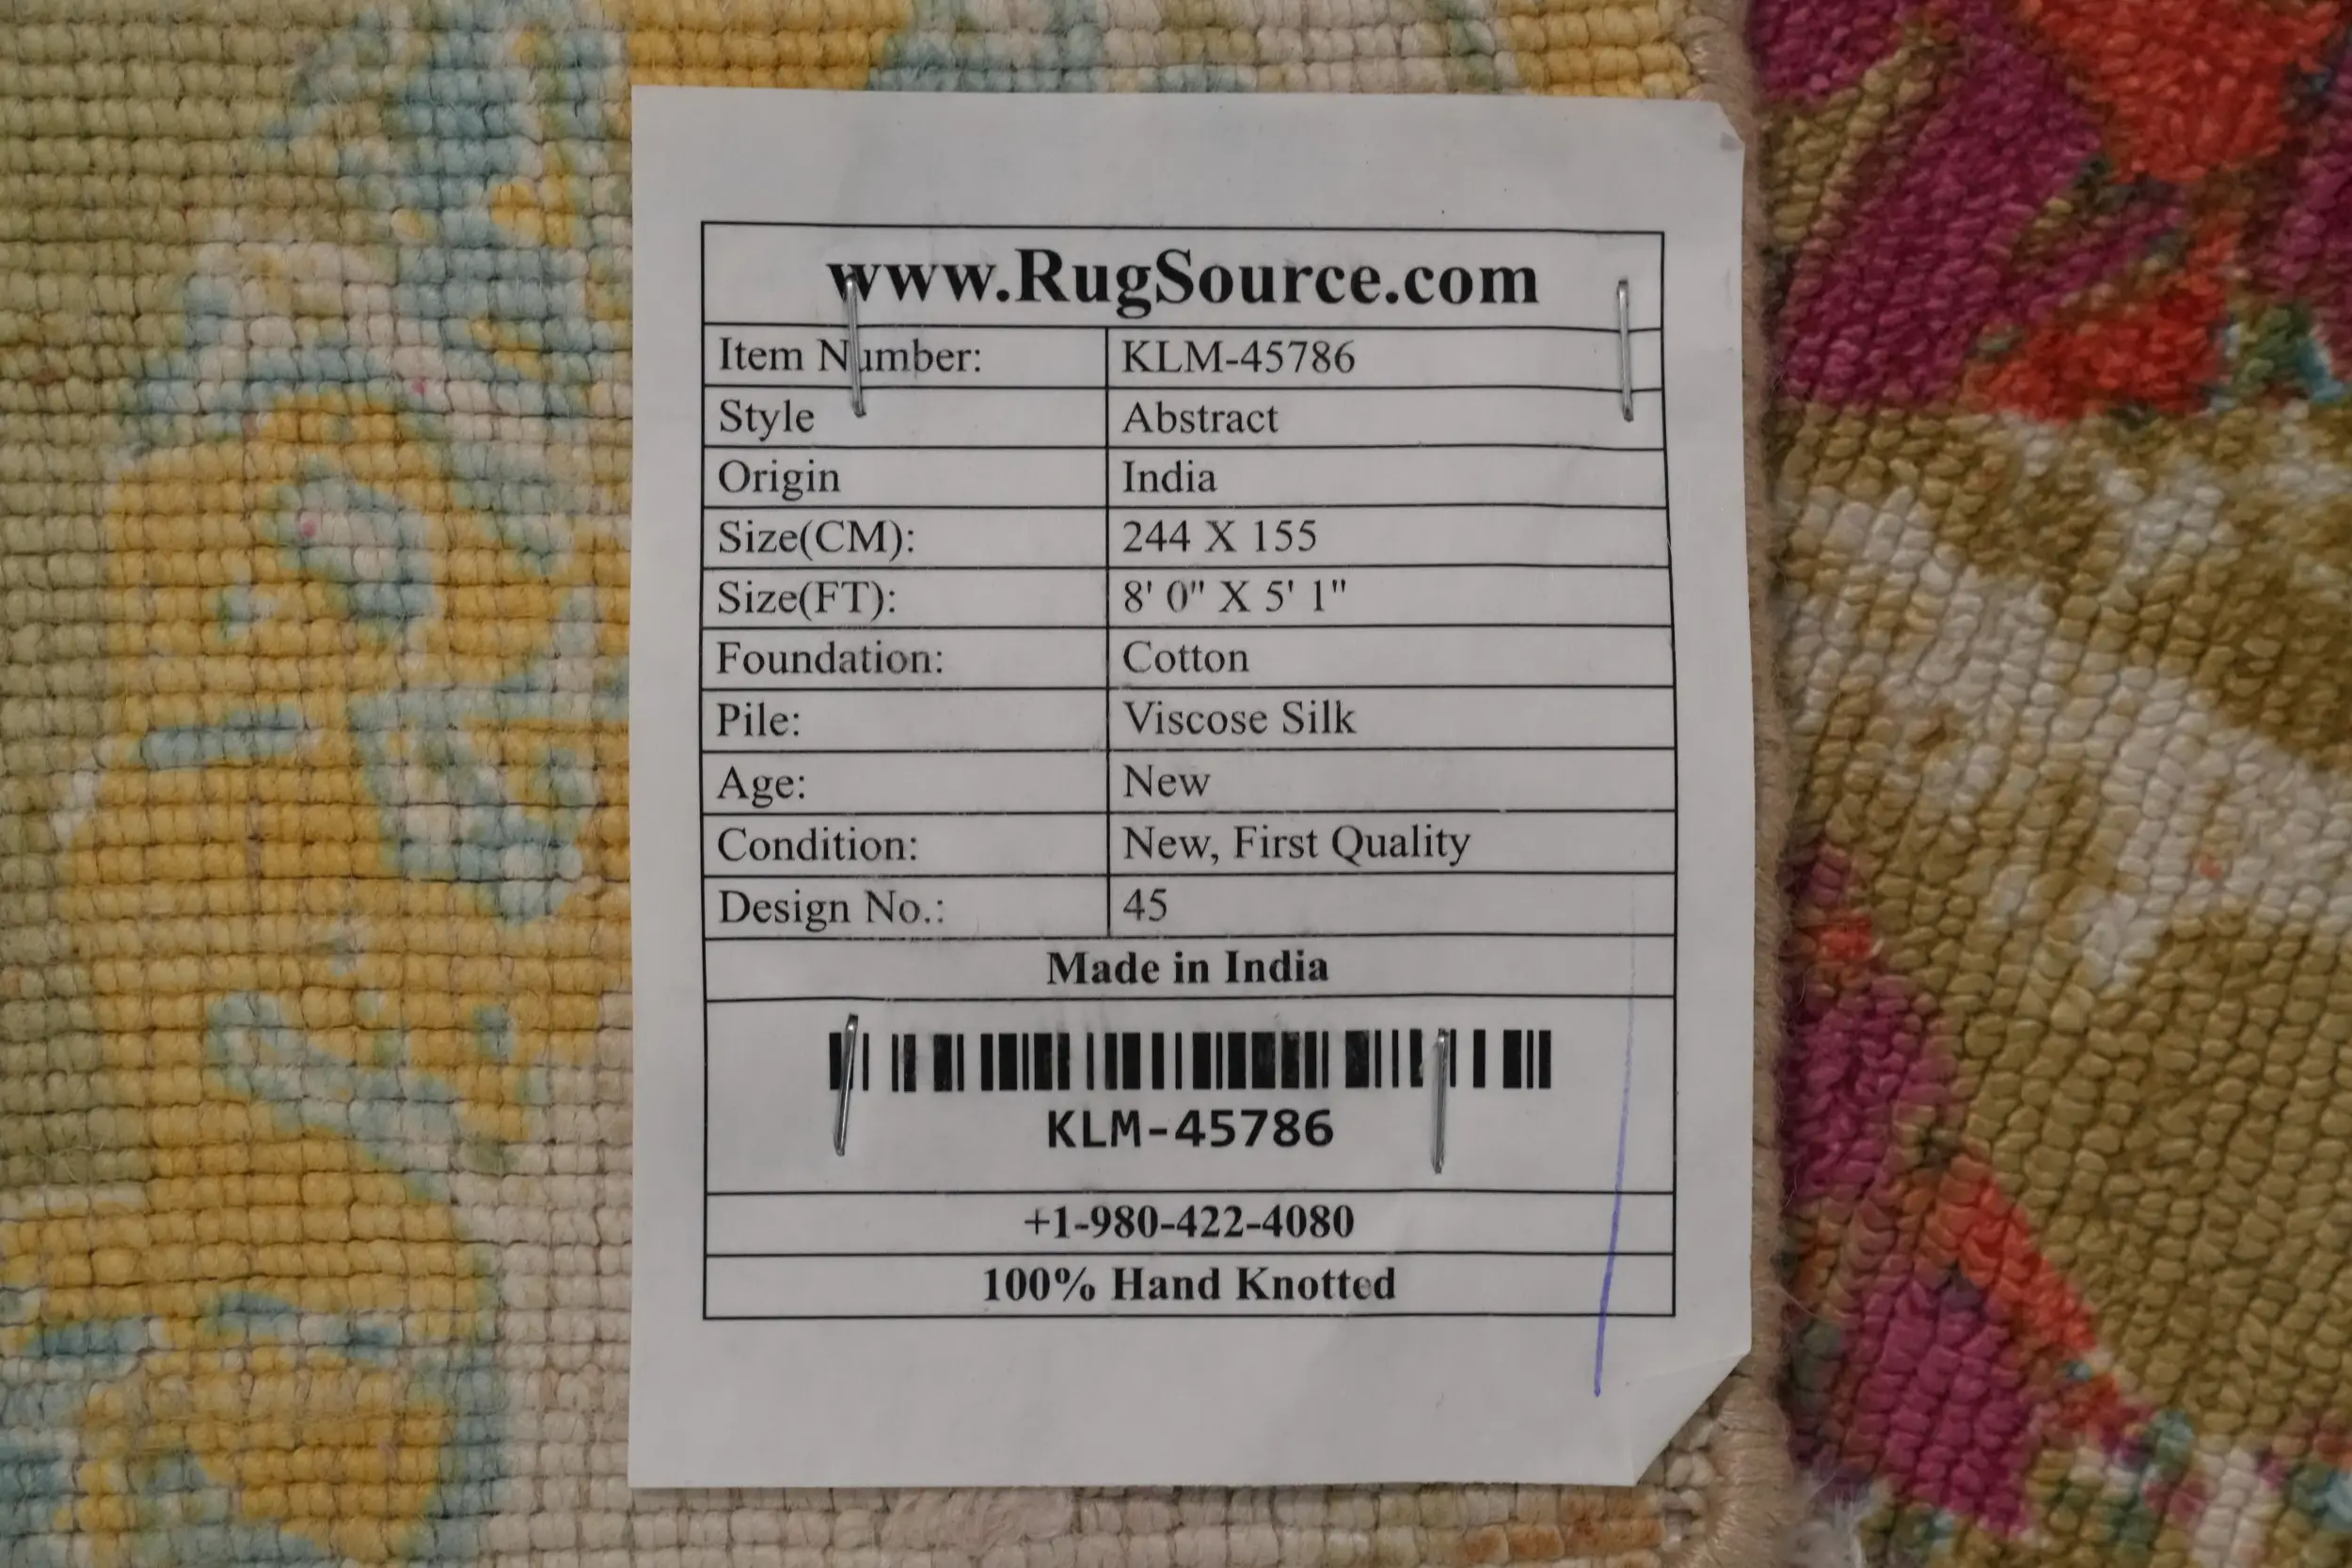 www.RugSource.com
Item Number: KLM-45786
Style Abstract
Origin India
Size(CM): 244 X 155
Size(FT): 8' 0" X 5' 1"
Foundation: Cotton
Pile: Viscose Silk
Age: New
Condition: New, First Quality
Design No.: 45
Made in India
KLM-45786
+1-980-422-4080
100% Hand Knotted